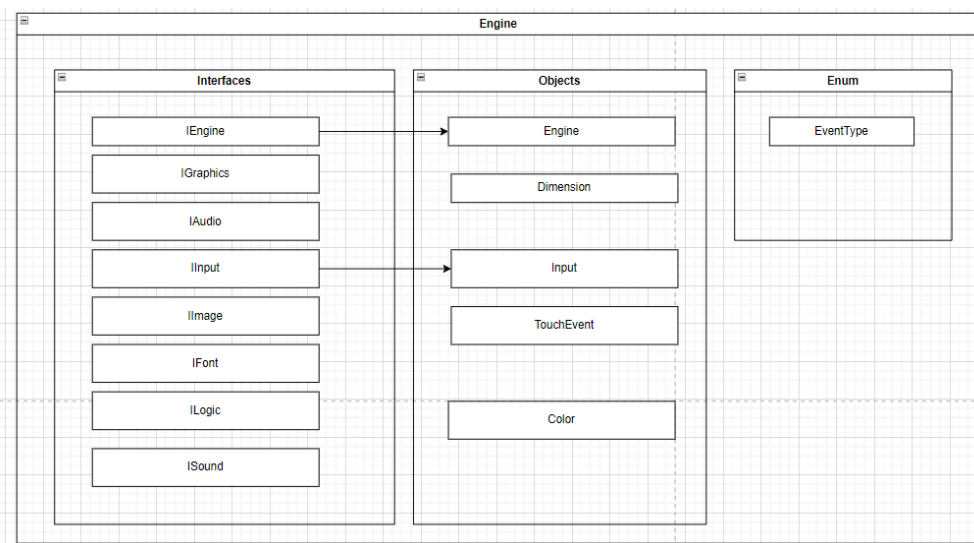 Engine
Interfaces
IEngine
IGraphics
IAudio
IInput
IImage
IFont
ILogic
ISound
Objects
Engine
Dimension
Input
TouchEvent
Color
Enum
EventType